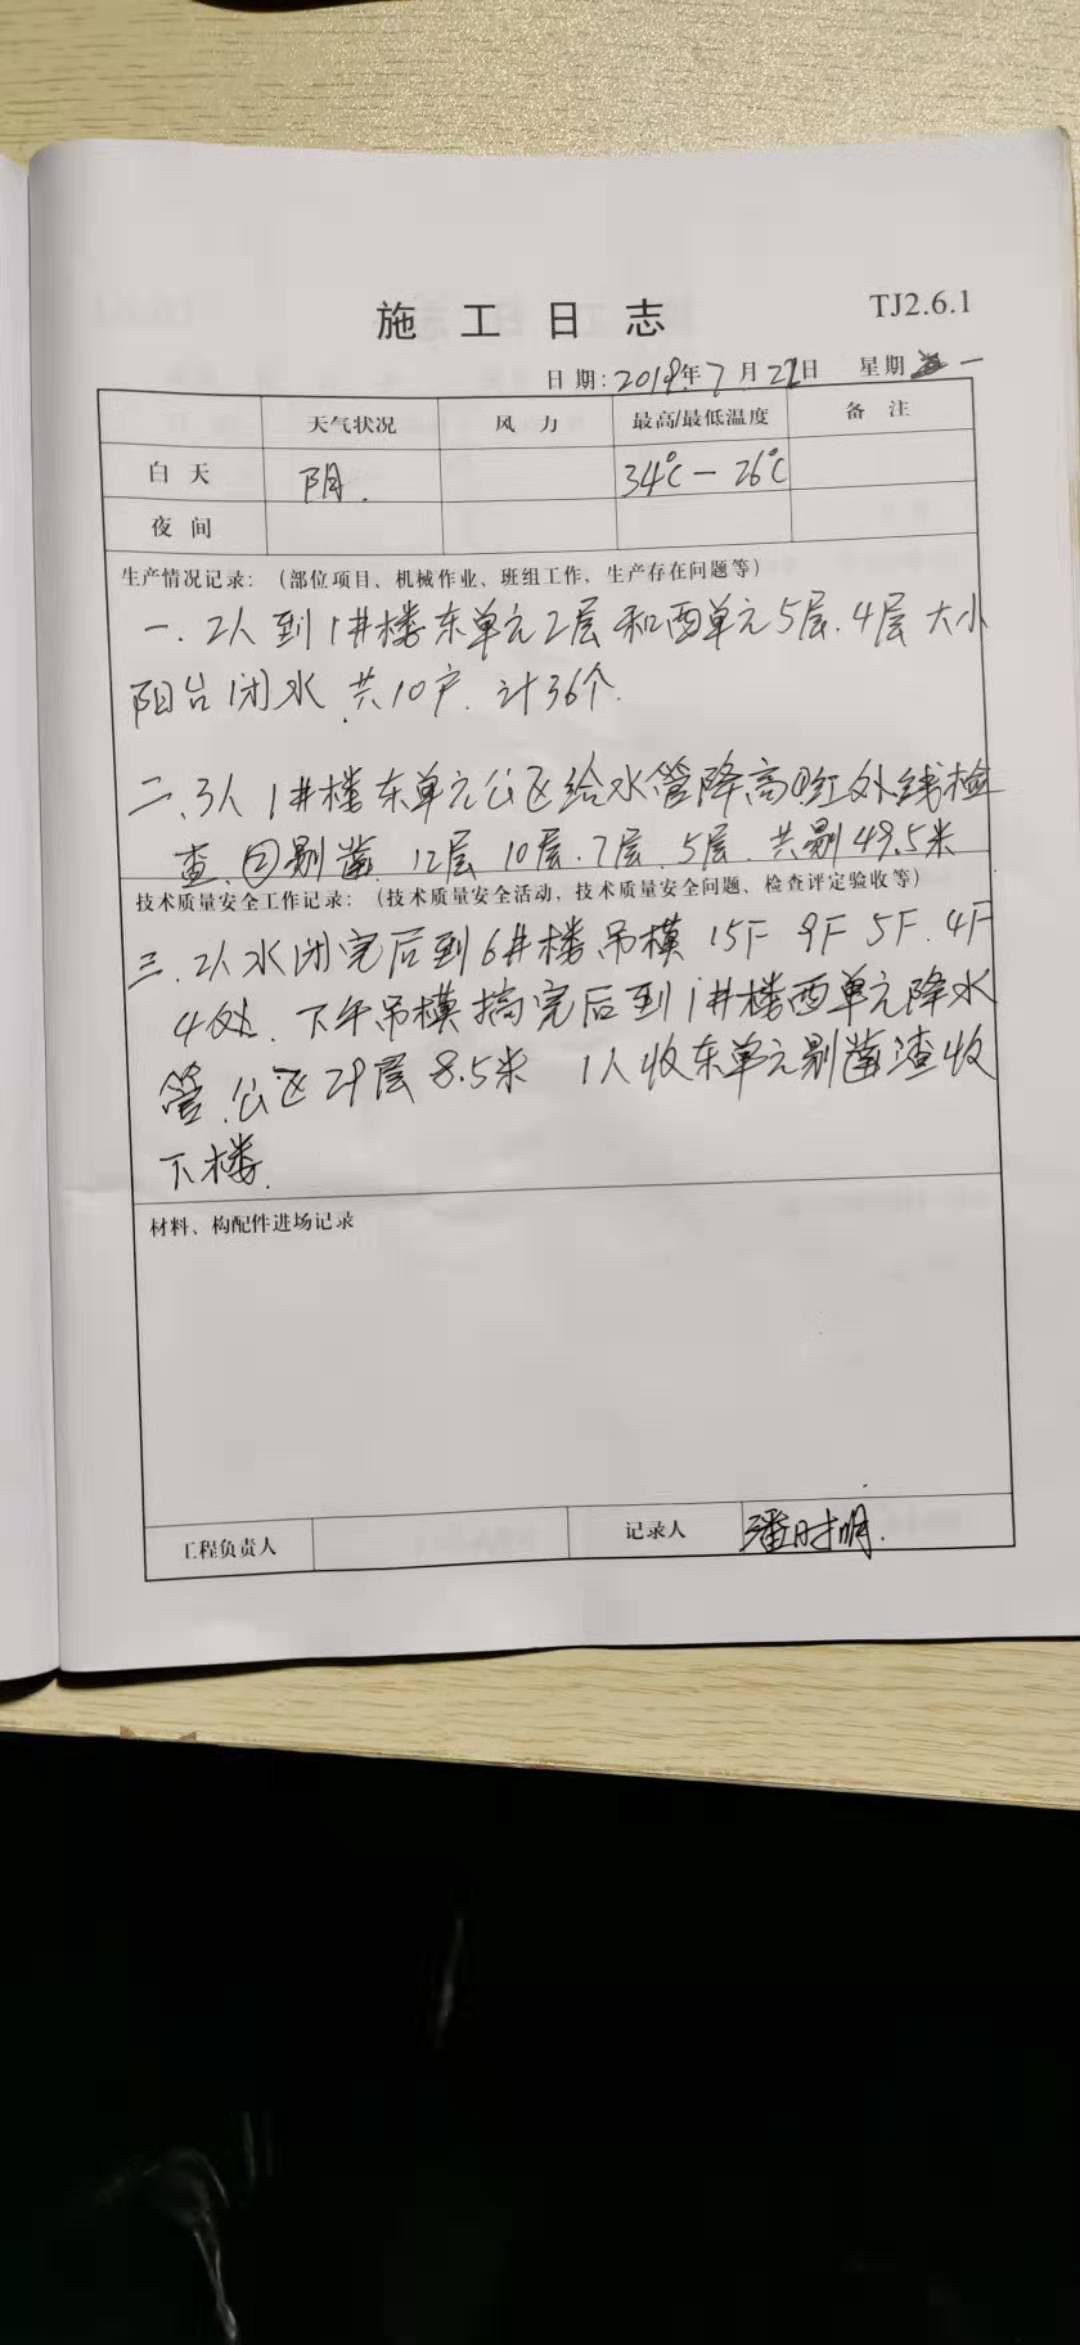 施工日志
TJ2.6.1
日期:2019年7月22日 星期一
天气状况 风力 最高/最低温度 备注
白天 阴. 34℃-26℃
夜间
生产情况记录:(部位项目、机械作业、班组工作,生产存在问题等)
一.2人到1#楼东单元2层和西单元5层.4层大小
阳台闭水.共10户.计36个.
二、3人1#楼东单元公区给水管降高①红外线检
查.②剔凿.12层10层.7层.5层.共剔49.5米
技术质量安全工作记录:(技术质量安全活动,技术质量安全问题、检查评定验收等)
三.2人水闭完后到6#楼吊模15F 9F 5F.4F
4处.下午吊模搞完后到1#楼西单元降水
管.公区29层8.5米 1人收东单元剔凿渣收
下楼.
材料、构配件进场记录
工程负责人 记录人 潘时明.